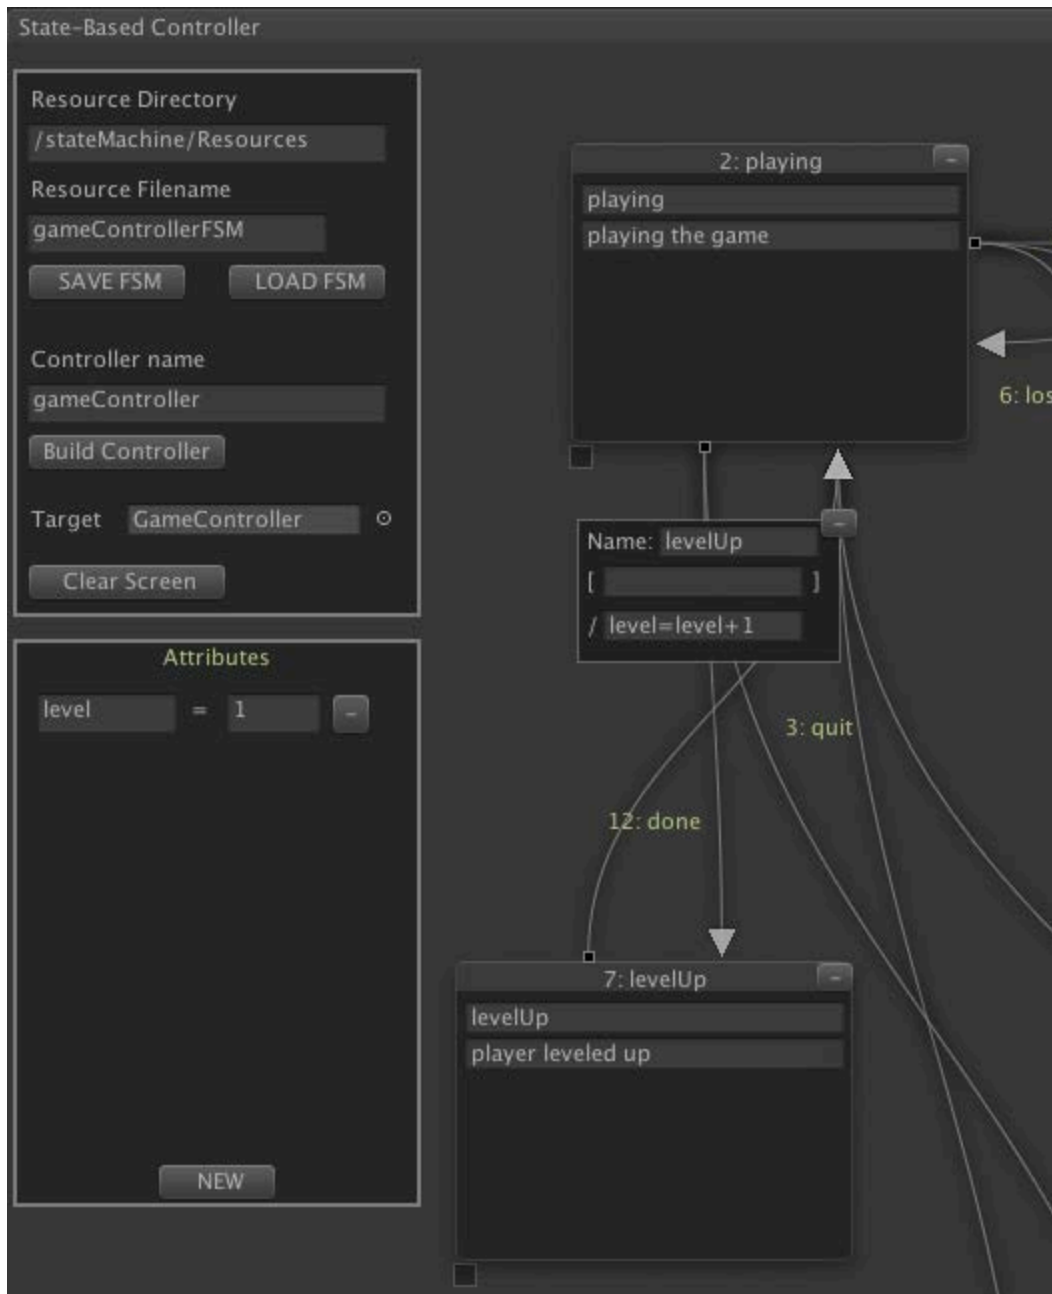 State-Based Controller
Resource Directory
/stateMachine/Resources
Resource Filename
gameControllerFSM
SAVE FSM LOAD FSM
Controller name
gameController
Build Controller
Target GameController
Clear Screen
Attributes
level = 1 -
NEW
2: playing -
playing
playing the game
6: los
-
Name: levelUp
[ ]
/ level=level+1
3: quit
12: done
7: levelUp -
levelUp
player leveled up